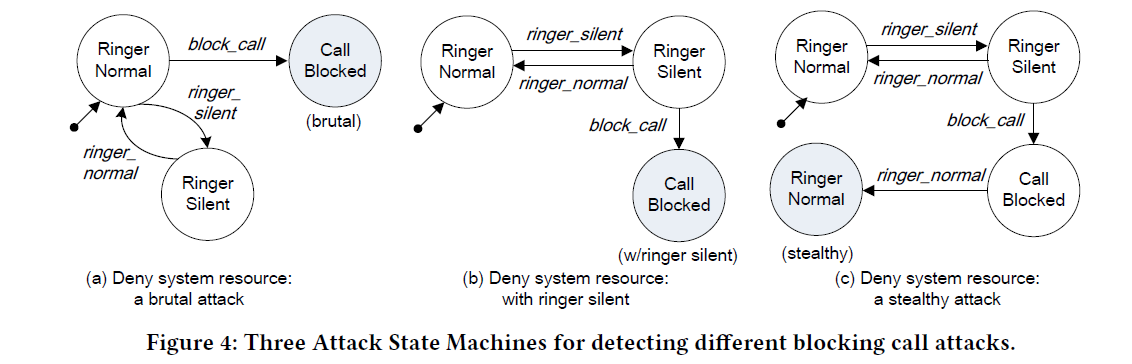 Ringer
Normal
block_call
Call
Blocked
(brutal)
ringer_
silent
ringer_
normal
Ringer
Silent
(a) Deny system resource:
a brutal attack
Ringer
Normal
ringer_silent
ringer_normal
Ringer
Silent
block_call
Call
Blocked
(w/ringer silent)
(b) Deny system resource:
with ringer silent
Ringer
Normal
ringer_silent
ringer_normal
Ringer
Silent
block_call
Ringer
Normal
ringer_normal
Call
Blocked
(stealthy)
(c) Deny system resource:
a stealthy attack
Figure 4: Three Attack State Machines for detecting different blocking call attacks.